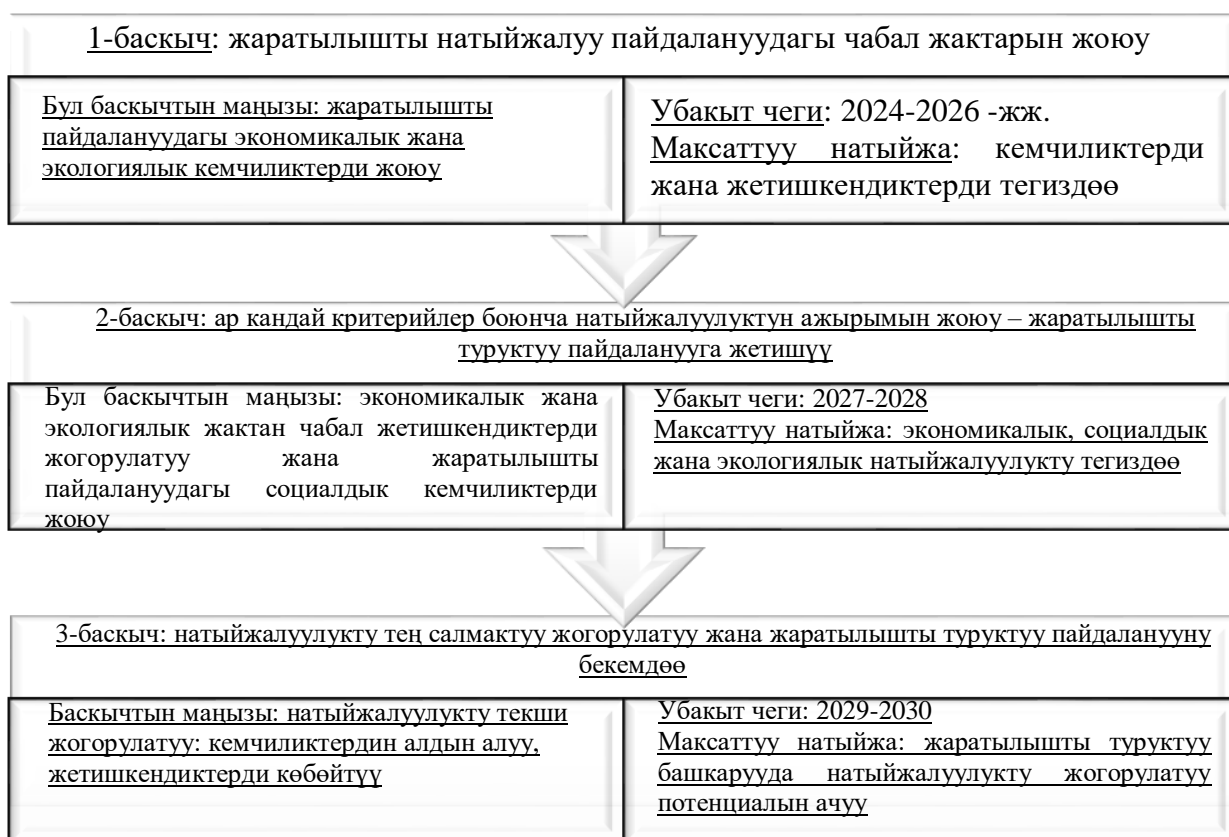 1-баскыч: жаратылышты натыйжалуу пайдалануудагы чабал жактарын жоюу
Бул баскычтын маңызы: жаратылышты
пайдалануудагы экономикалык жана
экологиялык кемчиликтерди жоюу
Убакыт чеги: 2024-2026 -жж.
Максаттуу натыйжа: кемчиликтерди
жана жетишкендиктерди тегиздөө
2-баскыч: ар кандай критерийлер боюнча натыйжалуулуктун ажырымын жоюу – жаратылышты
туруктуу пайдаланууга жетишүү
Бул баскычтын маңызы: экономикалык жана
экологиялык жактан чабал жетишкендиктерди
жогорулатуу жана жаратылышты
пайдалануудагы социалдык кемчиликтерди
жоюу
Убакыт чеги: 2027-2028
Максаттуу натыйжа: экономикалык, социалдык
жана экологиялык натыйжалуулукту тегиздөө
3-баскыч: натыйжалуулукту тең салмактуу жогорулатуу жана жаратылышты туруктуу пайдаланууну
бекемдөө
Баскычтын маңызы: натыйжалуулукту текши
жогорулатуу: кемчиликтердин алдын алуу,
жетишкендиктерди көбөйтүү
Убакыт чеги: 2029-2030
Максаттуу натыйжа: жаратылышты туруктуу
башкарууда натыйжалуулукту жогорулатуу
потенциалын ачуу